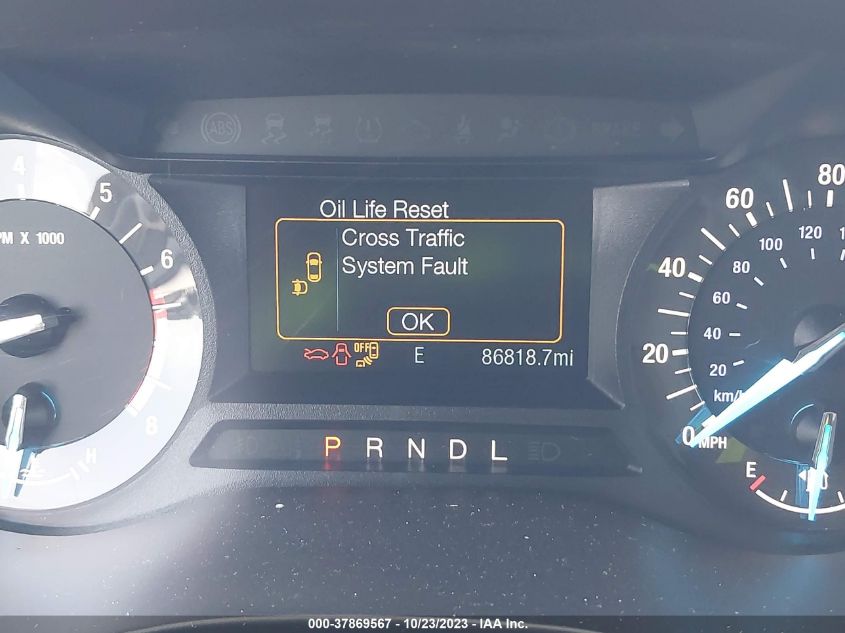 ABS BRAKE
4 5 6 8
PM X 1000
H
Oil Life Reset
Cross Traffic
System Fault
OK
OFF
E 86818.7mi
P R N D L
0 20 40 60 80
20 40 60 80 100 120
km/
MPH
E
000-37869567 - 10/23/2023 - IAA Inc.